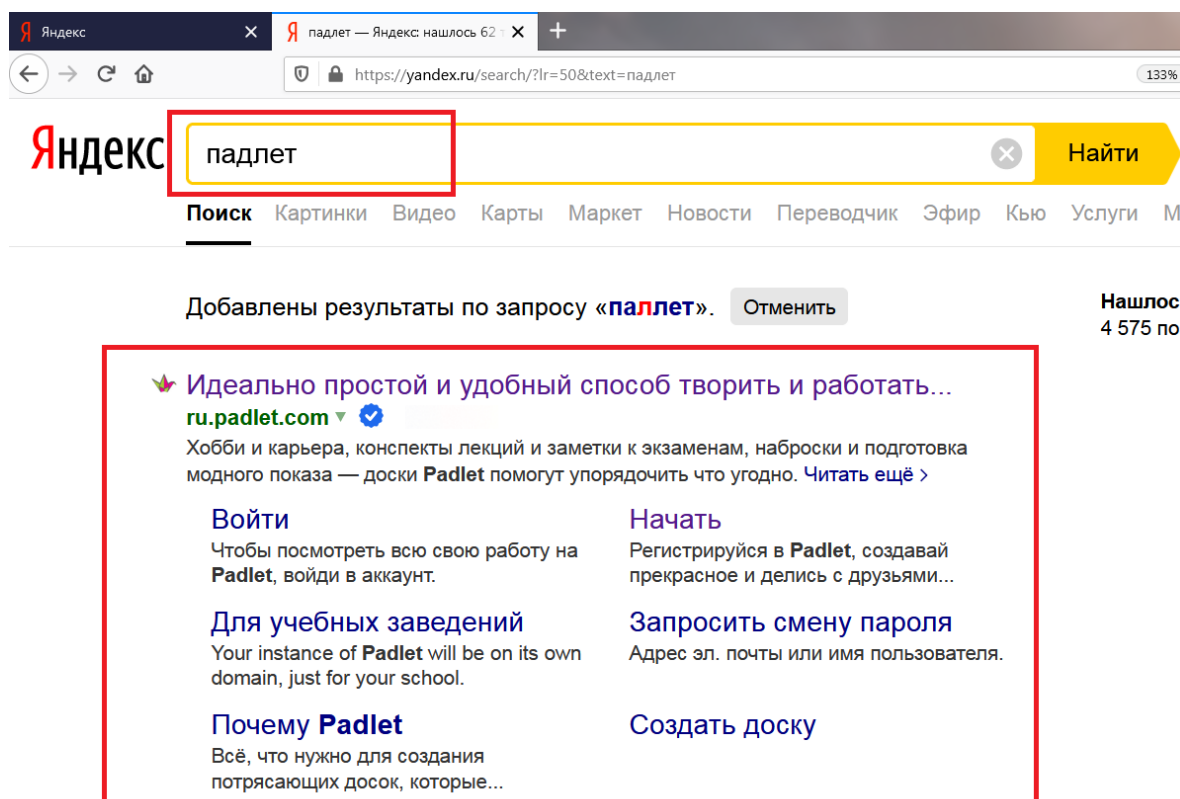 Яндекс
падлет — Яндекс: нашлось 62
https://yandex.ru/search/?lr=50&text=падлет
133%
Яндекс
падлет
Найти
Поиск Картинки Видео Карты Маркет Новости Переводчик Эфир Кью Услуги М
Добавлены результаты по запросу «паллет». Отменить
Нашлос
4 575 по
Идеально простой и удобный способ творить и работать...
ru.padlet.com
Хобби и карьера, конспекты лекций и заметки к экзаменам, наброски и подготовка
модного показа — доски Padlet помогут упорядочить что угодно. Читать ещё >
Войти
Чтобы посмотреть всю свою работу на
Padlet, войди в аккаунт.
Начать
Регистрируйся в Padlet, создавай
прекрасное и делись с друзьями...
Для учебных заведений
Your instance of Padlet will be on its own
domain, just for your school.
Запросить смену пароля
Адрес эл. почты или имя пользователя.
Почему Padlet
Всё, что нужно для создания
потрясающих досок, которые...
Создать доску